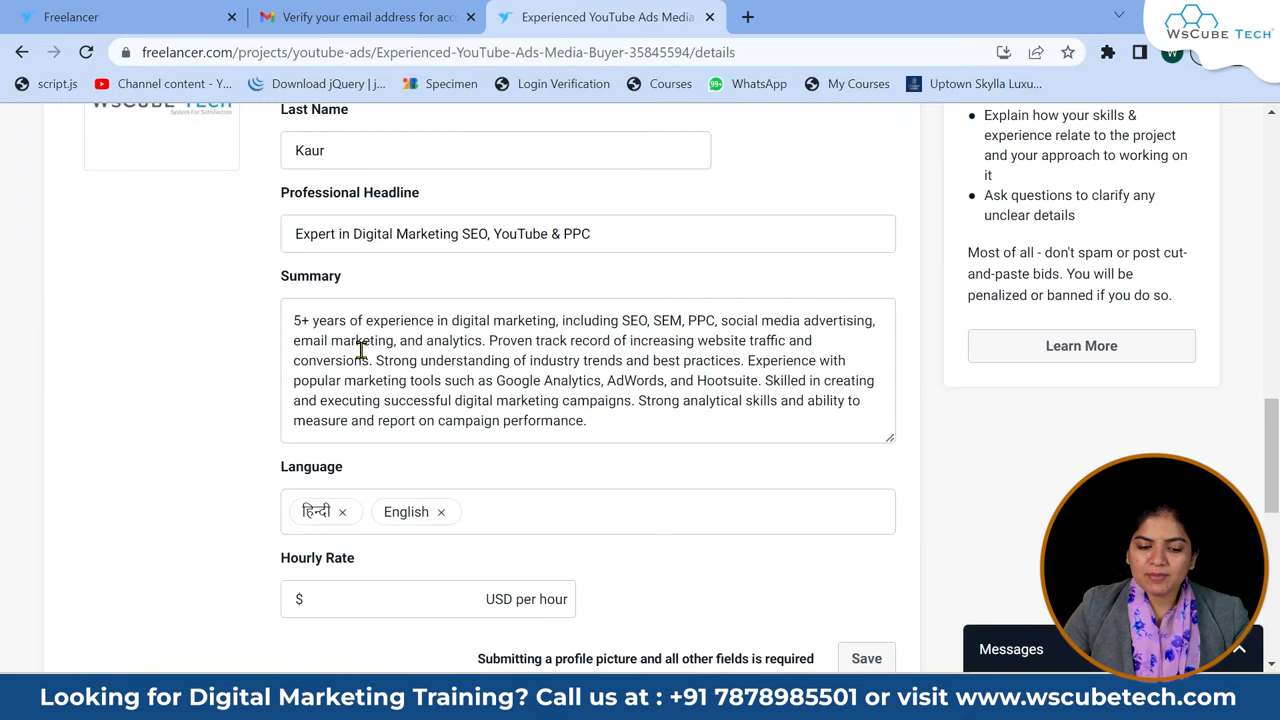 Freelancer
Verify your email address for acc
Experienced YouTube Ads Media
WsCUBE TECH
freelancer.com/projects/youtube-ads/Experienced-YouTube-Ads-Media-Buyer-35845594/details
script.js
Channel content - Y...
Download jQuery | j...
Specimen
Login Verification
Courses
99+
WhatsApp
My Courses
Uptown Skylla Luxu...
WSCUBE TECH
System For Satisfaction
Last Name
Kaur
Professional Headline
Expert in Digital Marketing SEO, YouTube & PPC
Summary
5+ years of experience in digital marketing, including SEO, SEM, PPC, social media advertising,
email marketing, and analytics. Proven track record of increasing website traffic and
conversions. Strong understanding of industry trends and best practices. Experience with
popular marketing tools such as Google Analytics, AdWords, and Hootsuite. Skilled in creating
and executing successful digital marketing campaigns. Strong analytical skills and ability to
measure and report on campaign performance.
Language
हिन्दी ×
English ×
Hourly Rate
$ USD per hour
Submitting a profile picture and all other fields is required
Save
• Explain how your skills &
experience relate to the project
and your approach to working on
it
• Ask questions to clarify any
unclear details
Most of all - don't spam or post cut-
and-paste bids. You will be
penalized or banned if you do so.
Learn More
Messages
Looking for Digital Marketing Training? Call us at : +91 7878985501 or visit www.wscubetech.com